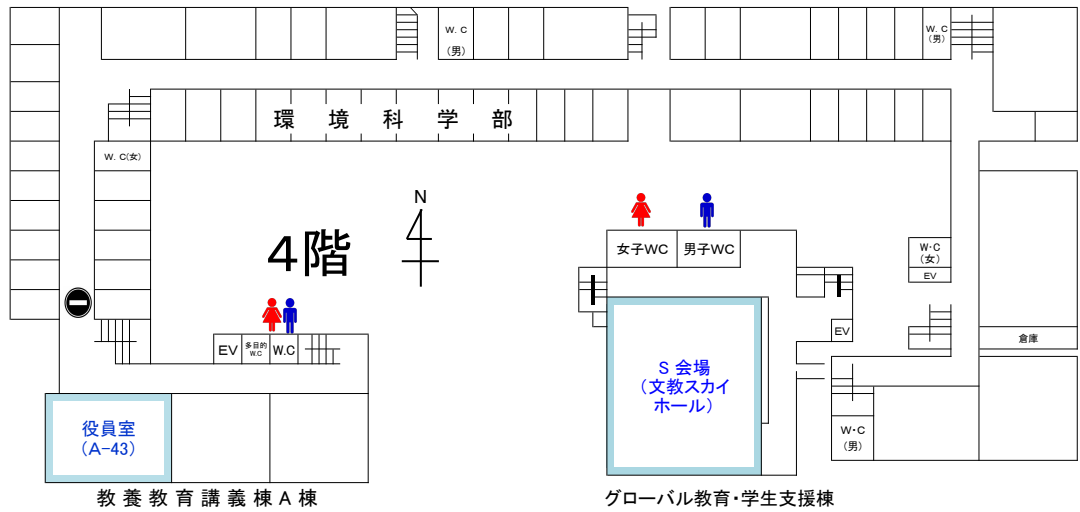 W.C
(男)
W.C
(男)
環境科学部
W.C(女)
N
4階
女子WC
男子WC
W・C
(女)
EV
EV
多目的
W.C
W.C
EV
倉庫
S 会場
(文教スカイ
ホール)
役員室
(A-43)
W・C
(男)
教養教育講義棟A棟
グローバル教育・学生支援棟